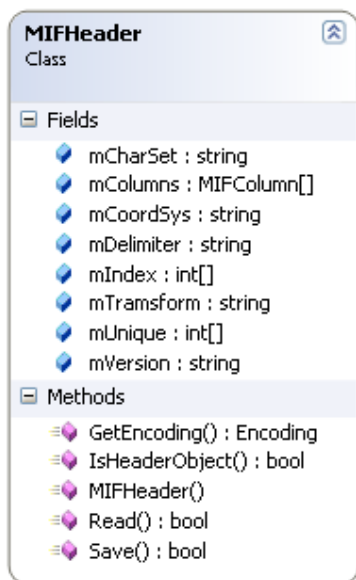 MIFHeader
Class
Fields
mCharSet : string
mColumns : MIFColumn[]
mCoordSys : string
mDelimiter : string
mIndex : int[]
mTramsform : string
mUnique : int[]
mVersion : string
Methods
GetEncoding() : Encoding
IsHeaderObject() : bool
MIFHeader()
Read() : bool
Save() : bool